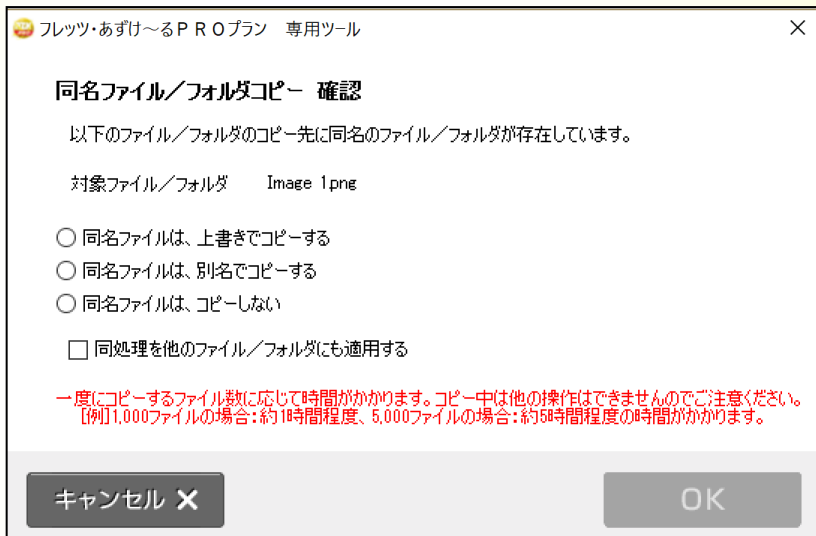 フレッツ・あずけ～るＰＲＯプラン　専用ツール
同名ファイル／フォルダコピー 確認
以下のファイル／フォルダのコピー先に同名のファイル／フォルダが存在しています。
対象ファイル／フォルダ　Image 1.png
同名ファイルは、上書きでコピーする
同名ファイルは、別名でコピーする
同名ファイルは、コピーしない
同処理を他のファイル／フォルダにも適用する
一度にコピーするファイル数に応じて時間がかかります。コピー中は他の操作はできませんのでご注意ください。
[例]1,000ファイルの場合：約1時間程度、5,000ファイルの場合：約5時間程度の時間がかかります。
キャンセル OK